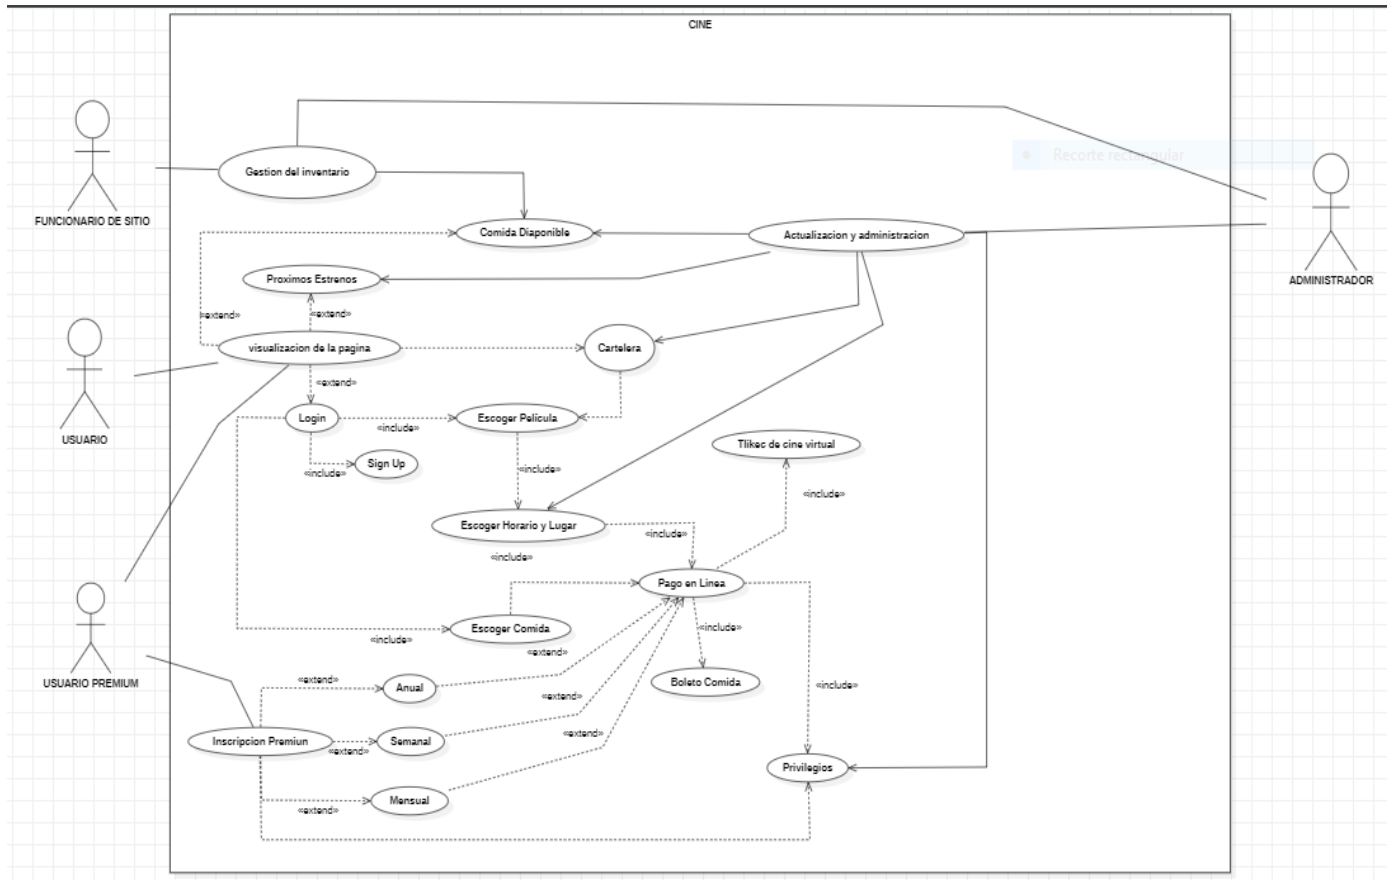 CINE
Recorte rectangular
Gestion del inventario
FUNCIONARIO DE SITIO
Comida Diaponible
Actualizacion y administracion
Proximos Estrenos
ADMINISTRADOR
«extend»
«extend»
visualizacion de la pagina
Cartelera
«extend»
USUARIO
Login
Escoger Película
«include»
Tlikec de cine virtual
Sign Up
«include»
«include»
«include»
Escoger Horario y Lugar
«include»
«include»
Pago en Linea
Escoger Comida
«include»
«include»
«extend»
USUARIO PREMIUM
«extend»
Anual
Boleto Comida
«include»
«extend»
Inscripcion Premiun
«extend»
Semanal
«extend»
Privilegios
Mensual
«extend»